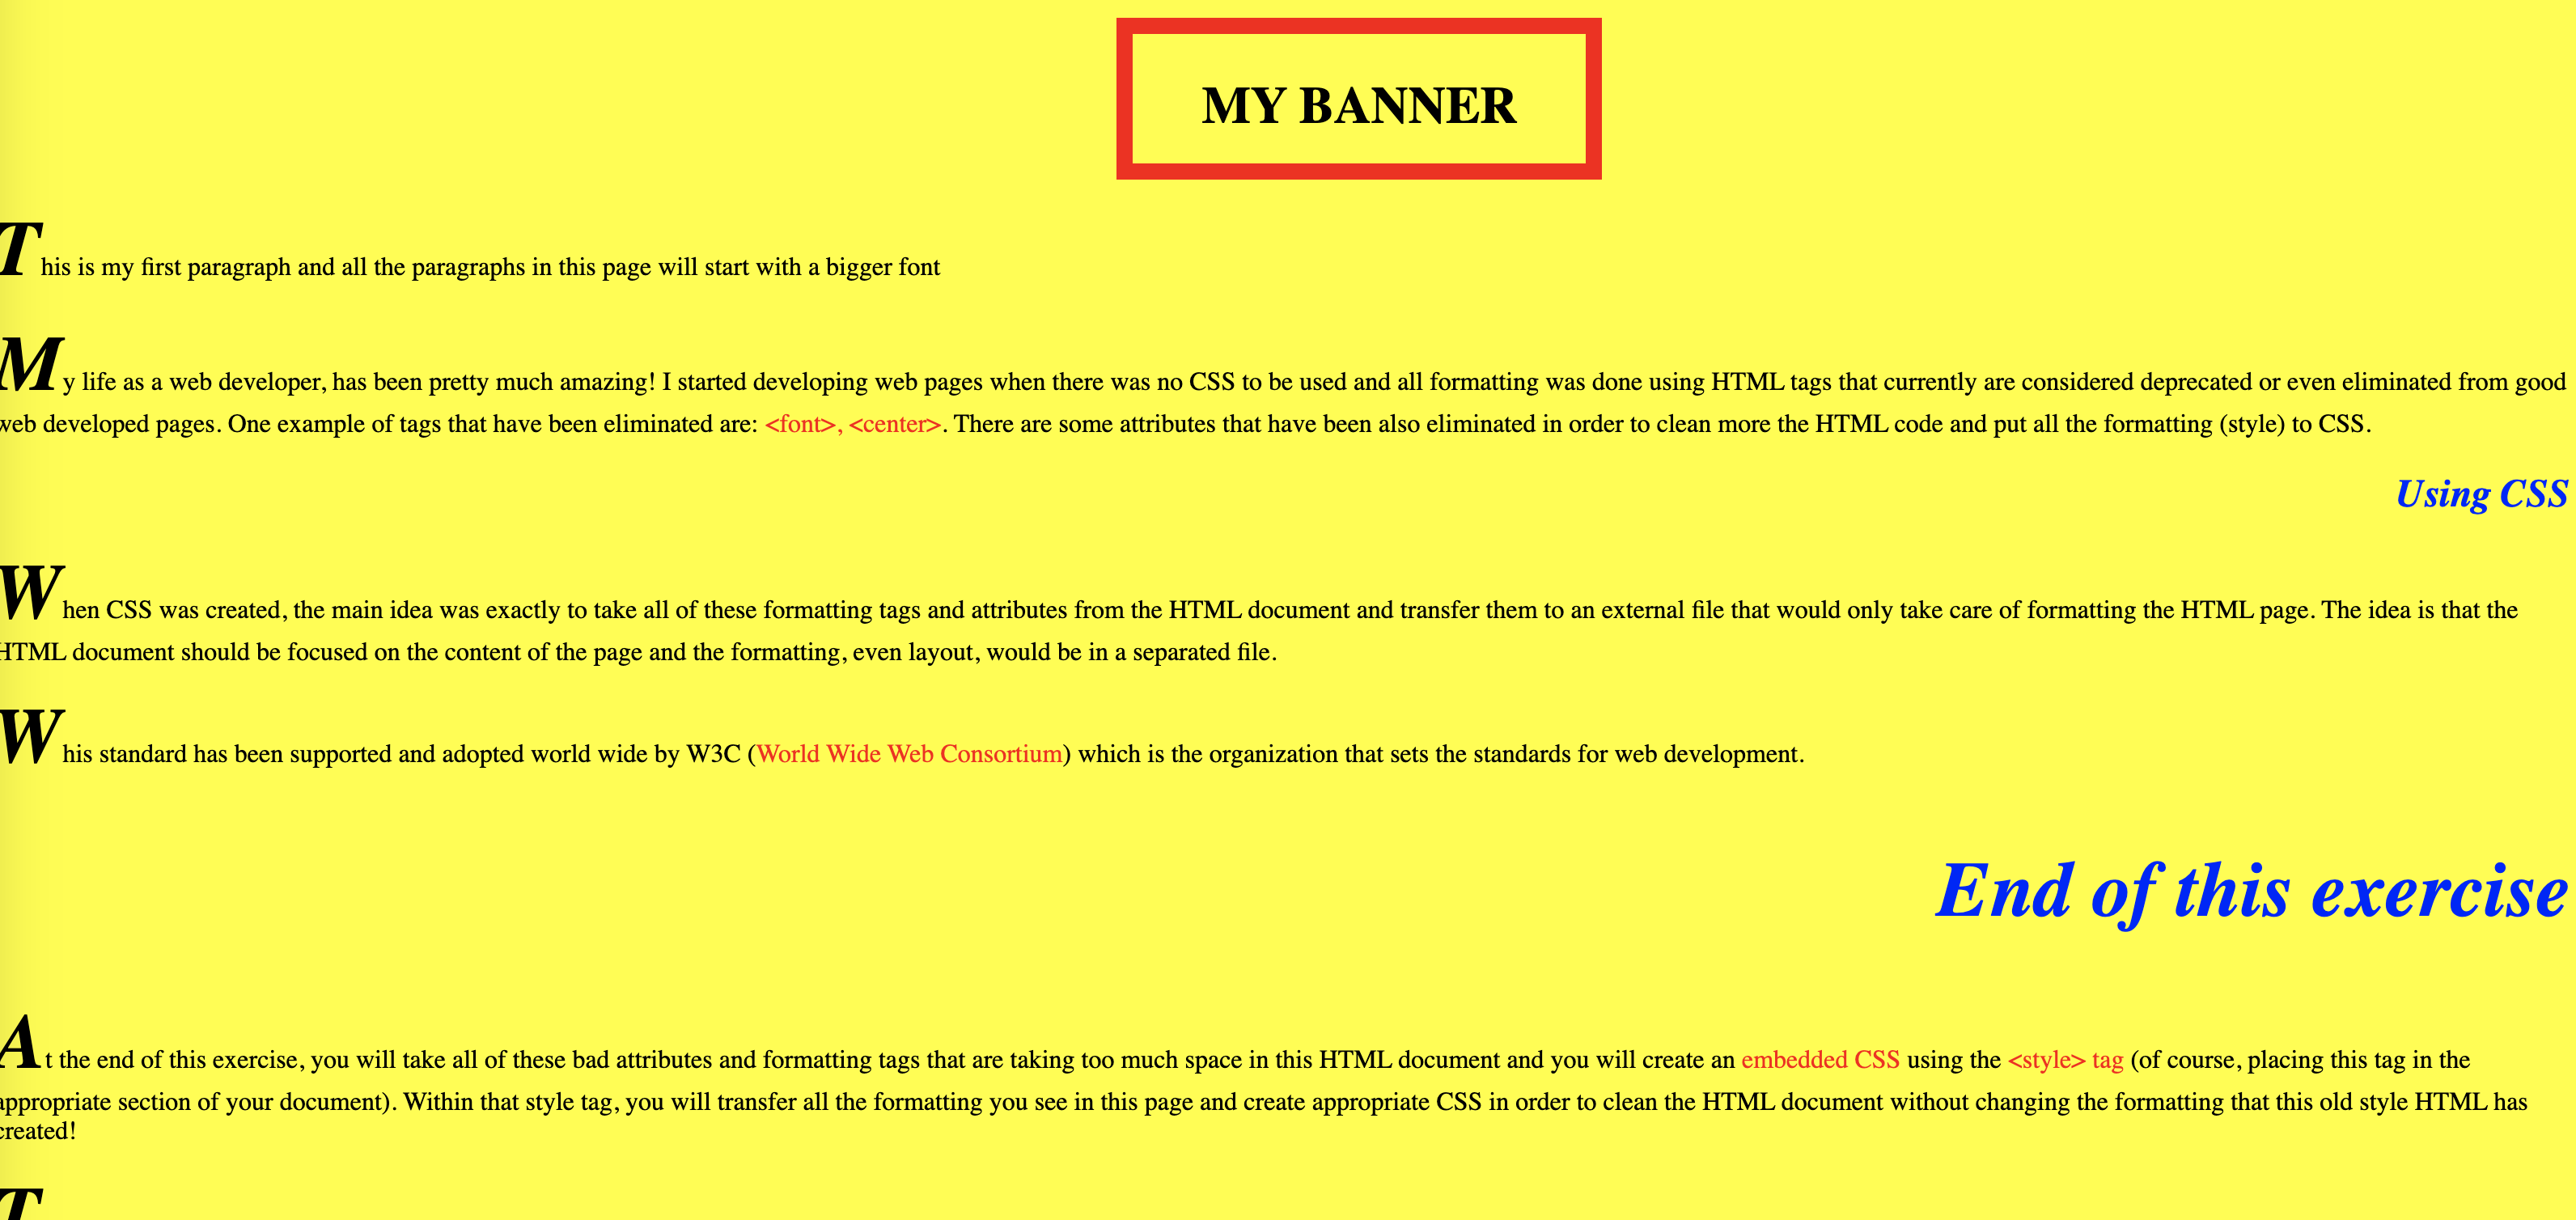 MY BANNER
This is my first paragraph and all the paragraphs in this page will start with a bigger font
My life as a web developer, has been pretty much amazing! I started developing web pages when there was no CSS to be used and all formatting was done using HTML tags that currently are considered deprecated or even eliminated from good
web developed pages. One example of tags that have been eliminated are: <font>, <center>. There are some attributes that have been also eliminated in order to clean more the HTML code and put all the formatting (style) to CSS.
Using CSS
When CSS was created, the main idea was exactly to take all of these formatting tags and attributes from the HTML document and transfer them to an external file that would only take care of formatting the HTML page. The idea is that the
HTML document should be focused on the content of the page and the formatting, even layout, would be in a separated file.
Whis standard has been supported and adopted world wide by W3C (World Wide Web Consortium) which is the organization that sets the standards for web development.
End of this exercise
At the end of this exercise, you will take all of these bad attributes and formatting tags that are taking too much space in this HTML document and you will create an embedded CSS using the <style> tag (of course, placing this tag in the
appropriate section of your document). Within that style tag, you will transfer all the formatting you see in this page and create appropriate CSS in order to clean the HTML document without changing the formatting that this old style HTML has
created!
T